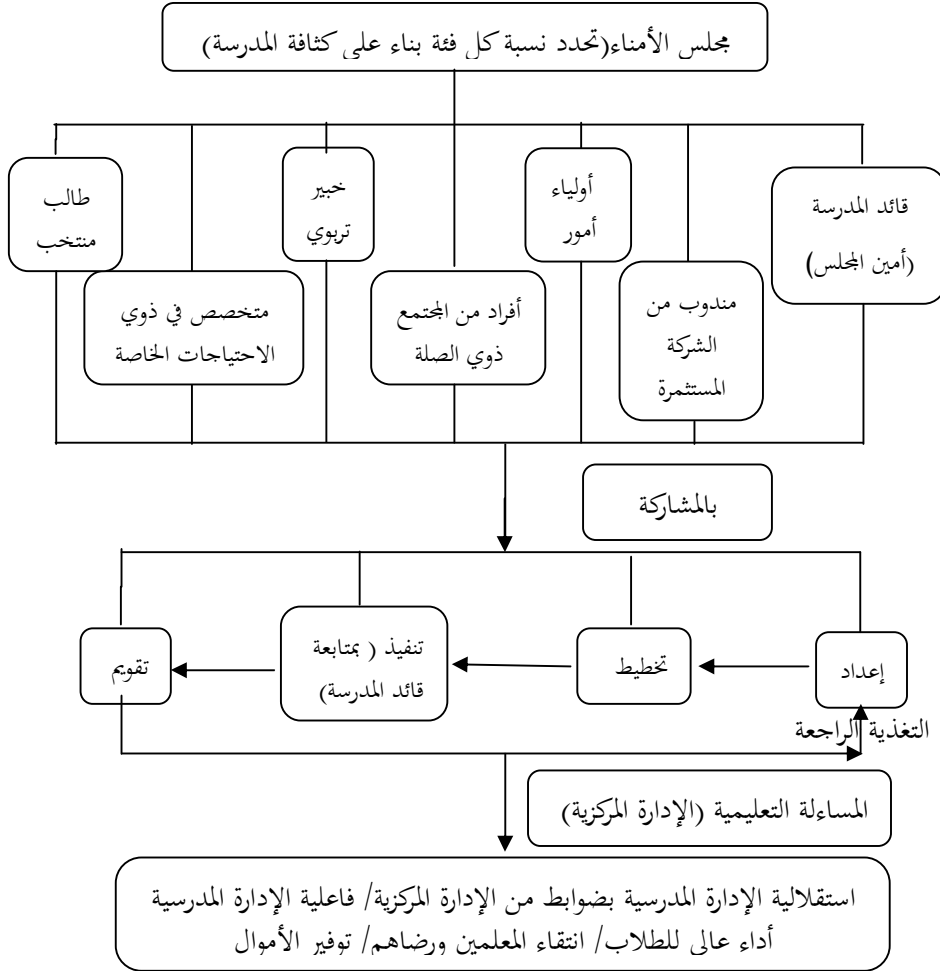 مجلس الأمناء(تحدد نسبة كل فئة بناء على كثافة المدرسة)
قائد المدرسة
(أمين المجلس)
مندوب من
الشركة
المستثمرة
أولياء
أمور
أفراد من المجتمع
ذوي الصلة
خبير
تربوي
متخصص في ذوي
الاحتياجات الخاصة
طالب
منتخب
بالمشاركة
إعداد
تخطيط
تنفيذ ( بمتابعة
قائد المدرسة)
تقويم
التغذية الراجعة
المساءلة التعليمية (الإدارة المركزية)
استقلالية الإدارة المدرسية بضوابط من الإدارة المركزية/ فاعلية الإدارة المدرسية
أداء عالى للطلاب/ انتقاء المعلمين ورضاهم/ توفير الأموال